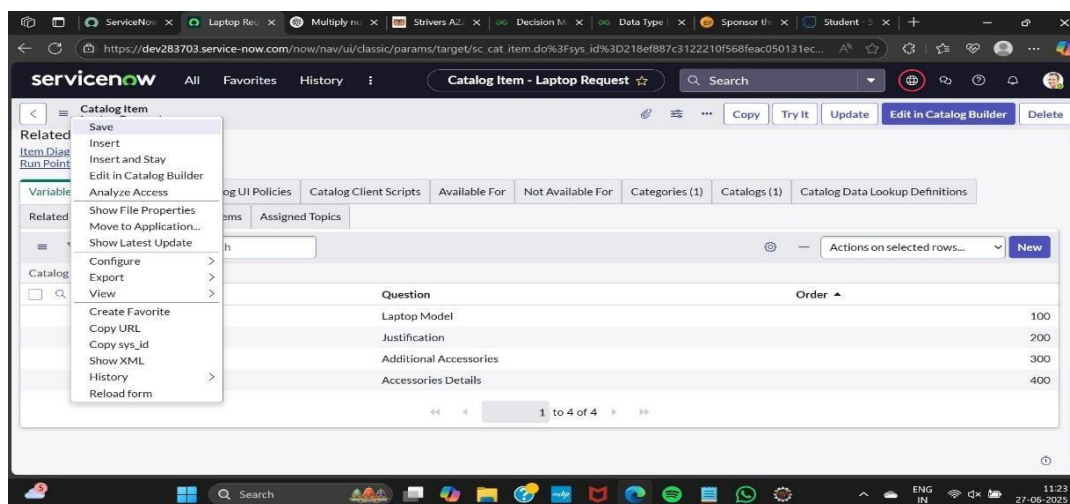 ServiceNow
Laptop Req
Multiply nu
Strivers A2
Decision M
Data Type
Sponsor th
Student - S
https://dev283703.service-now.com/now/nav/ui/classic/params/target/sc_cat_item.do%3Fsys_id%3D218ef887c3122210f568feac050131ec...
servicenow All Favorites History Catalog Item - Laptop Request Search
Catalog Item
Copy Try It Update Edit in Catalog Builder Delete
Related
Item Diag
Run Point
Save
Insert
Insert and Stay
Edit in Catalog Builder
Analyze Access
Show File Properties
Move to Application...
Show Latest Update
Configure >
Export >
View >
Create Favorite
Copy URL
Copy sys_id
Show XML
History >
Reload form
Variable og UI Policies Catalog Client Scripts Available For Not Available For Categories (1) Catalogs (1) Catalog Data Lookup Definitions
Related ems Assigned Topics
h Actions on selected rows... New
Catalog
Question Order
Laptop Model 100
Justification 200
Additional Accessories 300
Accessories Details 400
1 to 4 of 4
5 Search ENG 11:23
IN 27-06-2025